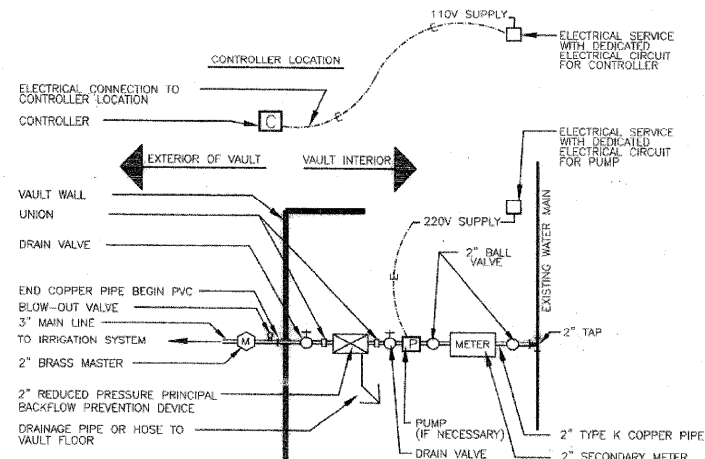 110V SUPPLY
E
ELECTRICAL SERVICE
WITH DEDICATED
ELECTRICAL CIRCUIT
FOR CONTROLLER
CONTROLLER LOCATION
ELECTRICAL CONNECTION TO
CONTROLLER LOCATION
E
CONTROLLER
C
ELECTRICAL SERVICE
WITH DEDICATED
ELECTRICAL CIRCUIT
FOR PUMP
EXTERIOR OF VAULT
VAULT INTERIOR
VAULT WALL
UNION
220V SUPPLY
DRAIN VALVE
2" BALL
VALVE
E
EXISTING WATER MAIN
END COPPER PIPE BEGIN PVC
BLOW-OUT VALVE
3" MAIN LINE
TO IRRIGATION SYSTEM
M
P
METER
2" TAP
2" BRASS MASTER
2" REDUCED PRESSURE PRINCIPAL
BACKFLOW PREVENTION DEVICE
DRAINAGE PIPE OR HOSE TO
VAULT FLOOR
PUMP
(IF NECESSARY)
DRAIN VALVE
2" TYPE K COPPER PIPE
2" SECONDARY METER